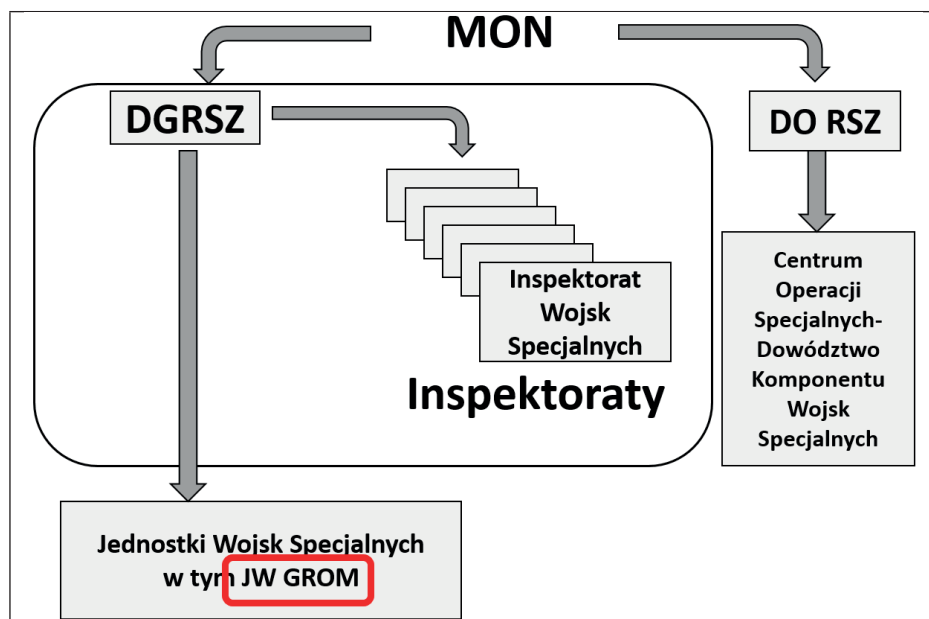 MON
DGRSZ
DO RSZ
Inspektorat
Wojsk
Specjalnych
Inspektoraty
Centrum
Operacji
Specjalnych-
Dowództwo
Komponentu
Wojsk
Specjalnych
Jednostki Wojsk Specjalnych
w tym JW GROM